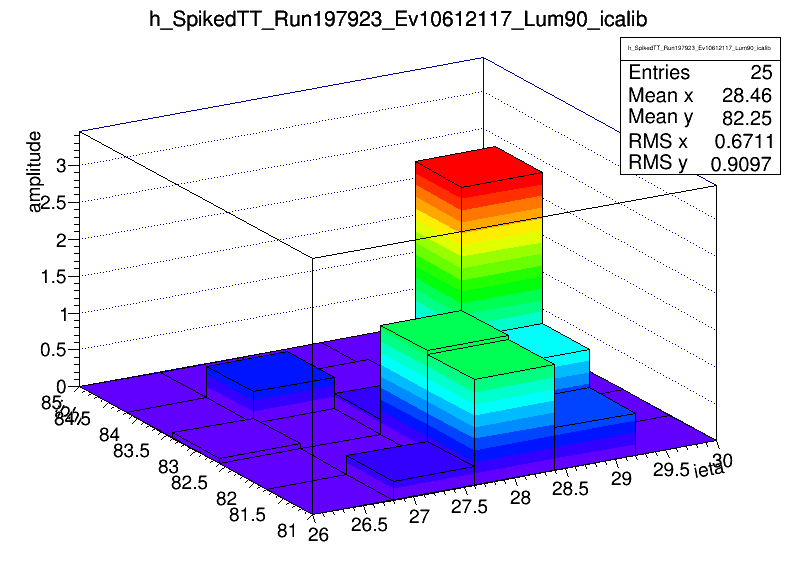 h_SpikedTT_Run197923_Ev10612117_Lum90_icalib
h_SpikedTT_Run197923_Ev10612117_Lum90_icalib
Entries 25
Mean x 28.46
Mean y 82.25
RMS x 0.6711
RMS y 0.9097
amplitude
3
2.5
2
1.5
1
0.5
0
85
84.5
84
83.5
83
82.5
82
81.5
81
26
26.5
27
27.5
28
28.5
29
29.5
30
ieta